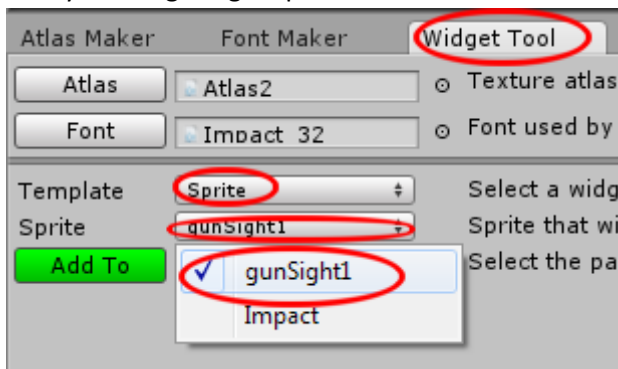 Atlas Maker Font Maker Widget Tool
Atlas Atlas2 Texture atlas
Font Impact_32 Font used by
Template Sprite Select a widg
Sprite gunSight1 Sprite that wi
Add To ✓ gunSight1 Select the pa
Impact